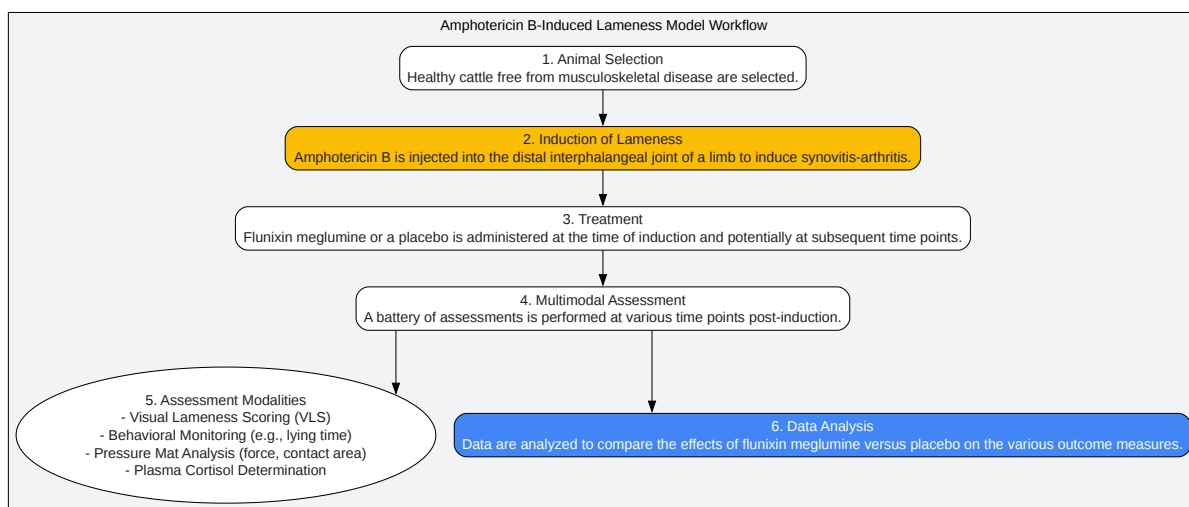 Amphotericin B-Induced Lameness Model Workflow
1. Animal Selection
Healthy cattle free from musculoskeletal disease are selected.
2. Induction of Lameness
Amphotericin B is injected into the distal interphalangeal joint of a limb to induce synovitis-arthritis.
3. Treatment
Flunixin meglumine or a placebo is administered at the time of induction and potentially at subsequent time points.
4. Multimodal Assessment
A battery of assessments is performed at various time points post-induction.
5. Assessment Modalities
- Visual Lameness Scoring (VLS)
- Behavioral Monitoring (e.g., lying time)
- Pressure Mat Analysis (force, contact area)
- Plasma Cortisol Determination
6. Data Analysis
Data are analyzed to compare the effects of flunixin meglumine versus placebo on the various outcome measures.